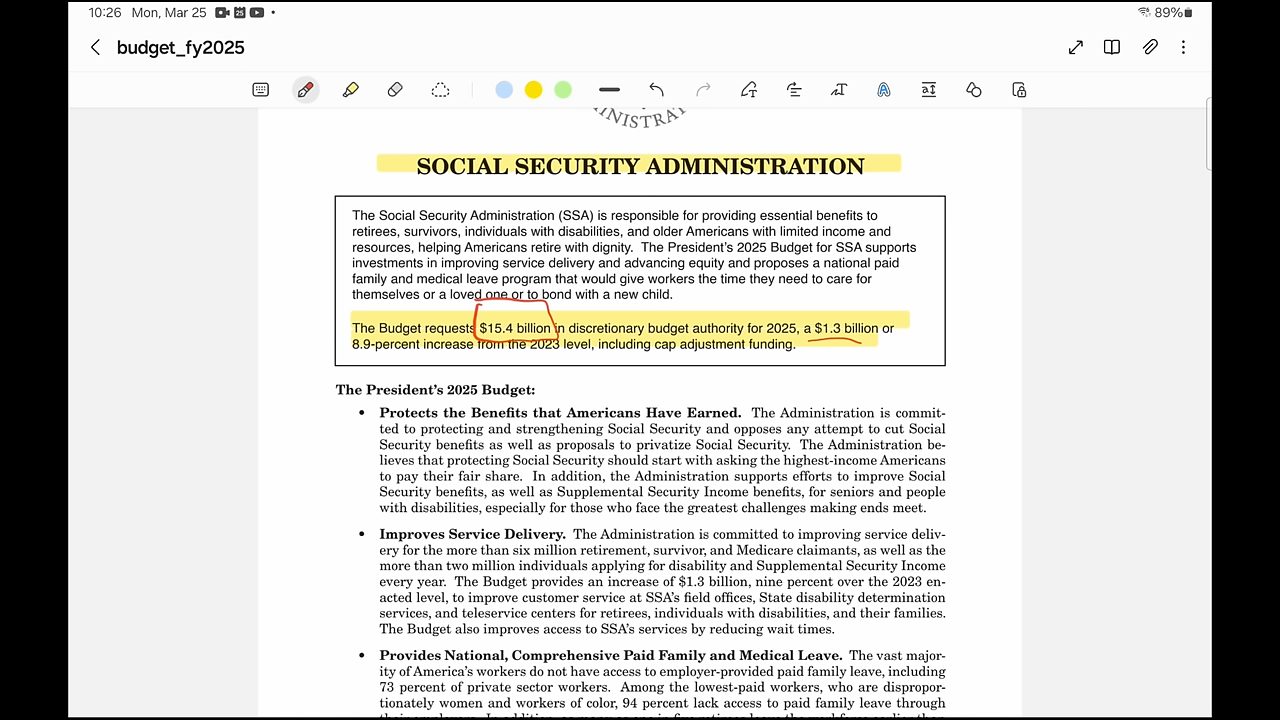 10:26 Mon, Mar 25
89%
budget_fy2025
MINISTRAT
SOCIAL SECURITY ADMINISTRATION
The Social Security Administration (SSA) is responsible for providing essential benefits to
retirees, survivors, individuals with disabilities, and older Americans with limited income and
resources, helping Americans retire with dignity. The President's 2025 Budget for SSA supports
investments in improving service delivery and advancing equity and proposes a national paid
family and medical leave program that would give workers the time they need to care for
themselves or a loved one or to bond with a new child.
The Budget requests $15.4 billion in discretionary budget authority for 2025, a $1.3 billion or
8.9-percent increase from the 2023 level, including cap adjustment funding.
The President's 2025 Budget:
• Protects the Benefits that Americans Have Earned. The Administration is commit-
ted to protecting and strengthening Social Security and opposes any attempt to cut Social
Security benefits as well as proposals to privatize Social Security. The Administration be-
lieves that protecting Social Security should start with asking the highest-income Americans
to pay their fair share. In addition, the Administration supports efforts to improve Social
Security benefits, as well as Supplemental Security Income benefits, for seniors and people
with disabilities, especially for those who face the greatest challenges making ends meet.
• Improves Service Delivery. The Administration is committed to improving service deliv-
ery for the more than six million retirement, survivor, and Medicare claimants, as well as the
more than two million individuals applying for disability and Supplemental Security Income
every year. The Budget provides an increase of $1.3 billion, nine percent over the 2023 en-
acted level, to improve customer service at SSA's field offices, State disability determination
services, and teleservice centers for retirees, individuals with disabilities, and their families.
The Budget also improves access to SSA's services by reducing wait times.
• Provides National, Comprehensive Paid Family and Medical Leave. The vast major-
ity of America's workers do not have access to employer-provided paid family leave, including
73 percent of private sector workers. Among the lowest-paid workers, who are dispropor-
tionately women and workers of color, 94 percent lack access to paid family leave through